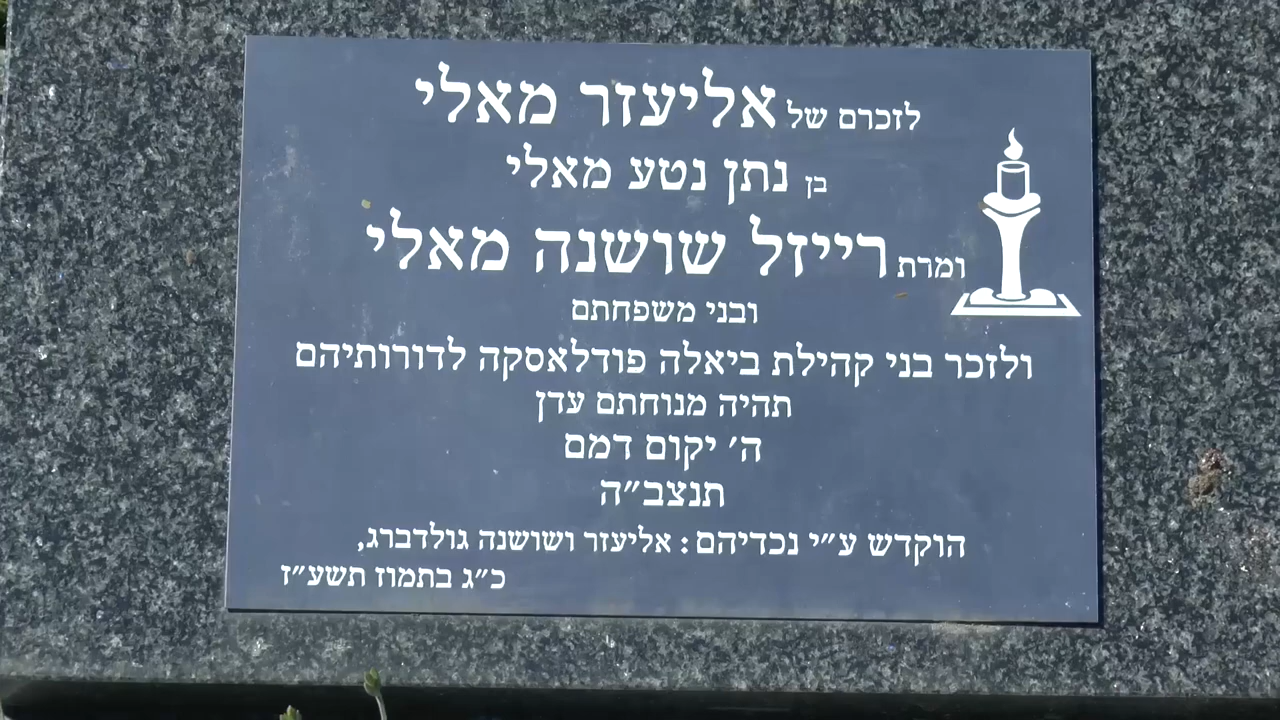 לזכרם של אליעזר מאלי
בן נתן נטע מאלי
ומרת רייזל שושנה מאלי
ובני משפחתם
ולזכר בני קהילת ביאלה פודלאסקה לדורותיהם
תהיה מנוחתם עדן
ה׳ יקום דמם
תנצב״ה
הוקדש ע״י נכדיהם: אליעזר ושושנה גולדברג,
כ״ג בתמוז תשע״ז